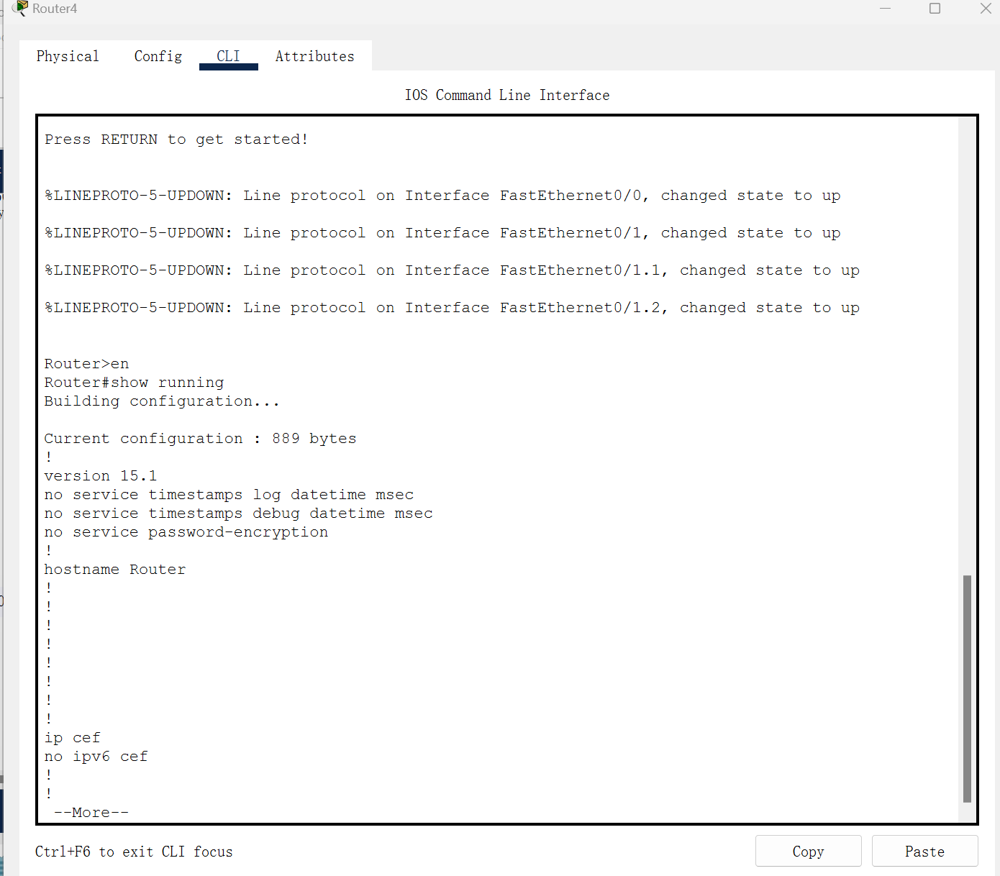 Router4
Physical Config CLI Attributes
IOS Command Line Interface
Press RETURN to get started!
%LINEPROTO-5-UPDOWN: Line protocol on Interface FastEthernet0/0, changed state to up
%LINEPROTO-5-UPDOWN: Line protocol on Interface FastEthernet0/1, changed state to up
%LINEPROTO-5-UPDOWN: Line protocol on Interface FastEthernet0/1.1, changed state to up
%LINEPROTO-5-UPDOWN: Line protocol on Interface FastEthernet0/1.2, changed state to up
Router>en
Router#show running
Building configuration...
Current configuration : 889 bytes
!
version 15.1
no service timestamps log datetime msec
no service timestamps debug datetime msec
no service password-encryption
!
hostname Router
!
!
!
!
!
!
!
!
ip cef
no ipv6 cef
!
!
--More--
Ctrl+F6 to exit CLI focus
Copy Paste